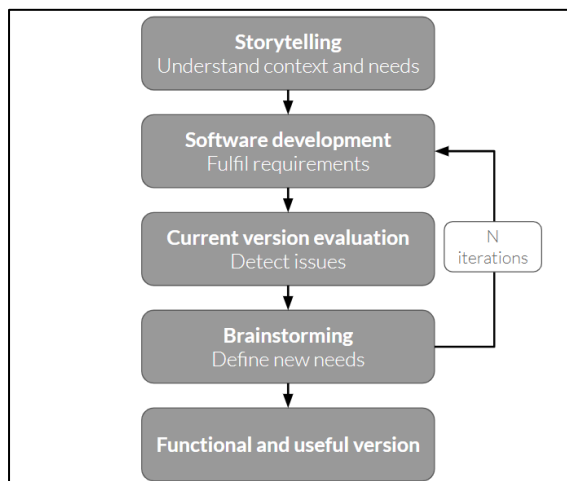 Storytelling
Understand context and needs
Software development
Fulfil requirements
Current version evaluation
Detect issues
N
iterations
Brainstorming
Define new needs
Functional and useful version